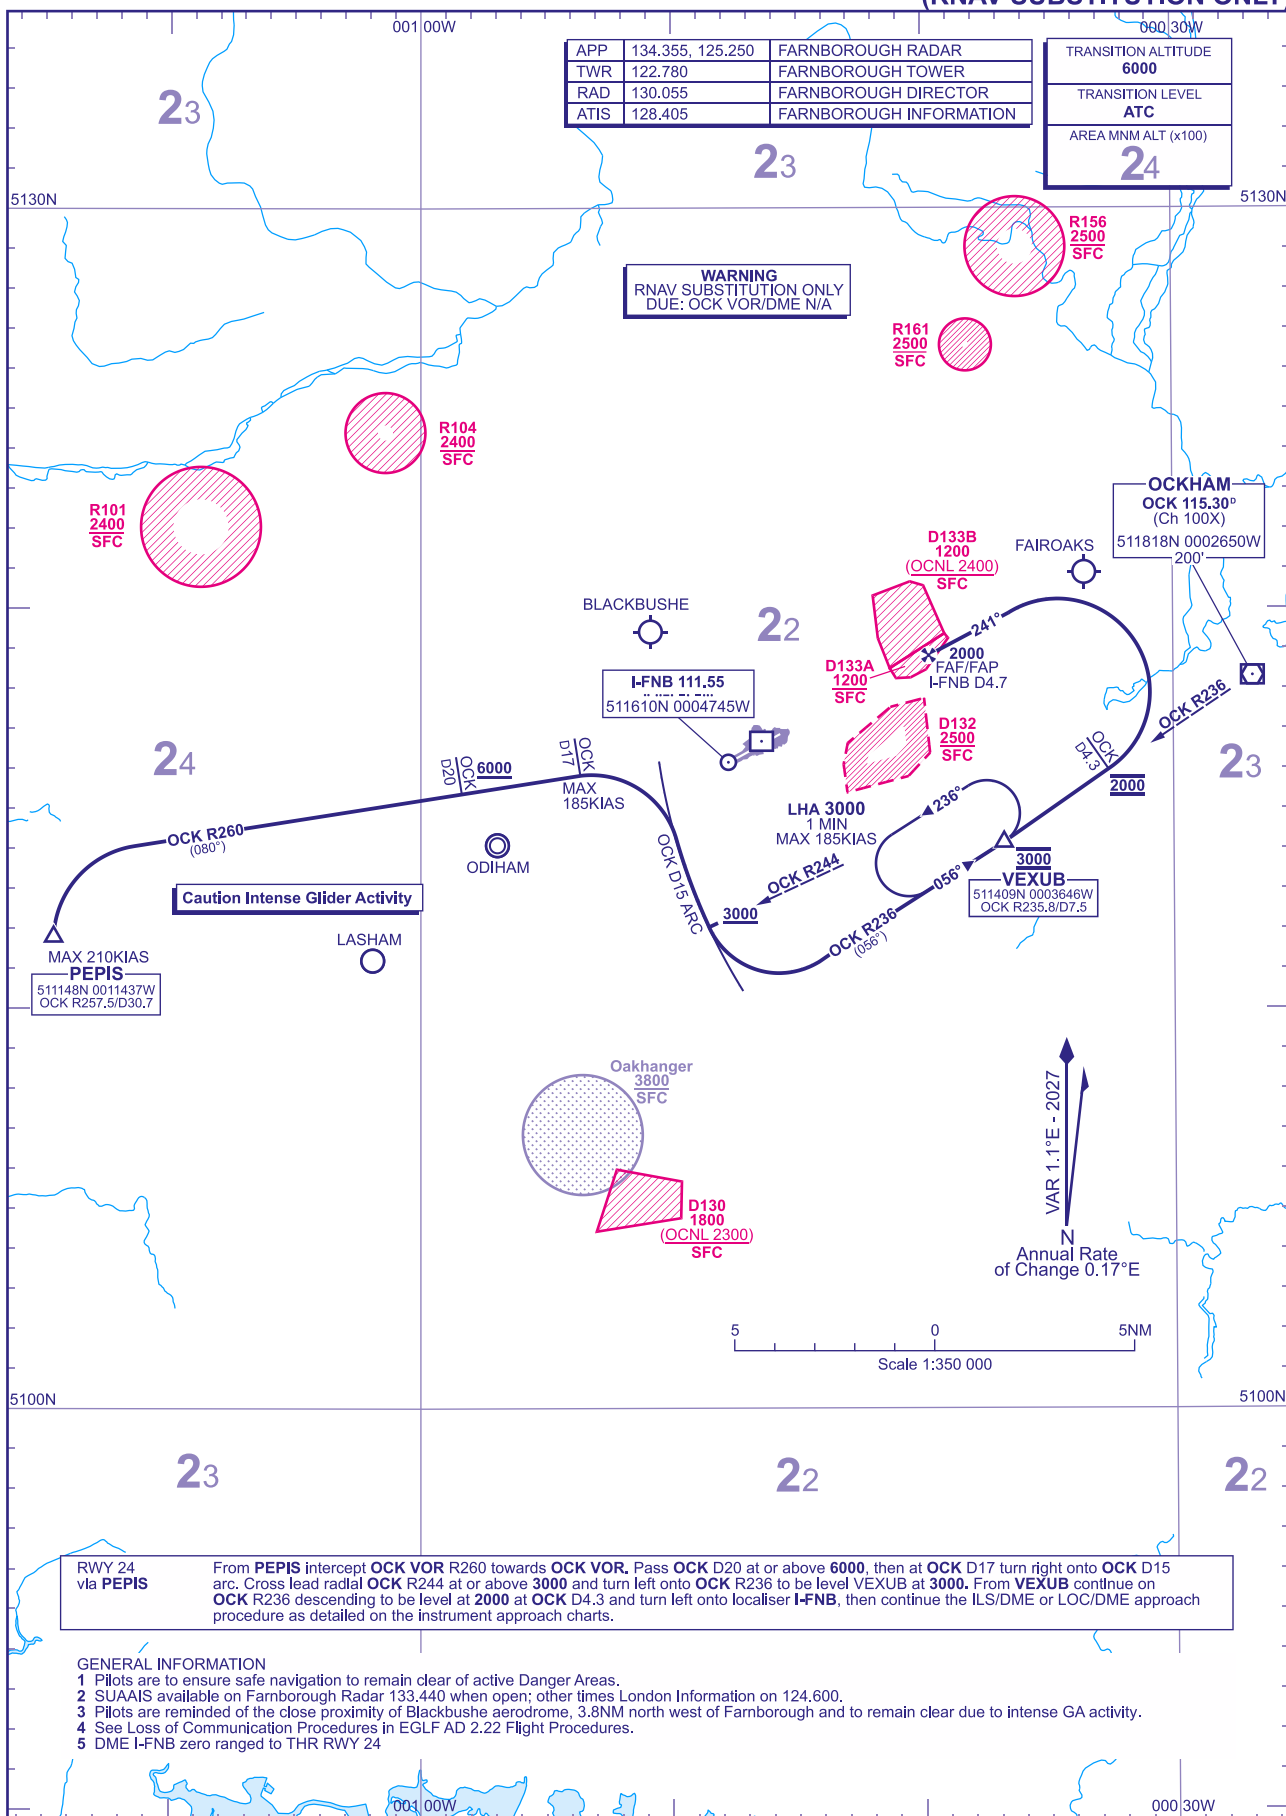 (RNAV SUBSTITUTION ONLY)
001 00W
000 30W
APP 134.355, 125.250 FARNBOROUGH RADAR
TWR 122.780 FARNBOROUGH TOWER
RAD 130.055 FARNBOROUGH DIRECTOR
ATIS 128.405 FARNBOROUGH INFORMATION
TRANSITION ALTITUDE
6000
TRANSITION LEVEL
ATC
AREA MNM ALT (x100)
24
23
23
5130N
5130N
R156
2500
SFC
WARNING
RNAV SUBSTITUTION ONLY
DUE: OCK VOR/DME N/A
R161
2500
SFC
R104
2400
SFC
R101
2400
SFC
OCKHAM
OCK 115.30D
(Ch 100X)
511818N 0002650W
200'
D133B
1200
(OCNL 2400)
SFC
FAIROAKS
BLACKBUSHE
22
241°
2000
FAF/FAP
I-FNB D4.7
D133A
1200
SFC
I-FNB 111.55
511610N 0004745W
OCK R236
D132
2500
SFC
24
23
OCK
D20
6000
OCK
D17
MAX
185KIAS
OCK
D4.3
2000
LHA 3000
1 MIN
MAX 185KIAS
236°
OCK R260
(080°)
ODIHAM
OCK D15 ARC
OCK R244
056°
3000
VEXUB
511409N 0003646W
OCK R235.8/D7.5
Caution Intense Glider Activity
3000
OCK R236
(056°)
LASHAM
MAX 210KIAS
PEPIS
511148N 0011437W
OCK R257.5/D30.7
Oakhanger
3800
SFC
D130
1800
(OCNL 2300)
SFC
VAR 1.1°E - 2027
N
Annual Rate
of Change 0.17°E
5 0 5NM
Scale 1:350 000
5100N
5100N
23
22
22
RWY 24 From PEPIS intercept OCK VOR R260 towards OCK VOR. Pass OCK D20 at or above 6000, then at OCK D17 turn right onto OCK D15
via PEPIS arc. Cross lead radial OCK R244 at or above 3000 and turn left onto OCK R236 to be level VEXUB at 3000. From VEXUB continue on
OCK R236 descending to be level at 2000 at OCK D4.3 and turn left onto localiser I-FNB, then continue the ILS/DME or LOC/DME approach
procedure as detailed on the instrument approach charts.
GENERAL INFORMATION
1 Pilots are to ensure safe navigation to remain clear of active Danger Areas.
2 SUAAIS available on Farnborough Radar 133.440 when open; other times London Information on 124.600.
3 Pilots are reminded of the close proximity of Blackbushe aerodrome, 3.8NM north west of Farnborough and to remain clear due to intense GA activity.
4 See Loss of Communication Procedures in EGLF AD 2.22 Flight Procedures.
5 DME I-FNB zero ranged to THR RWY 24
001 00W
000 30W